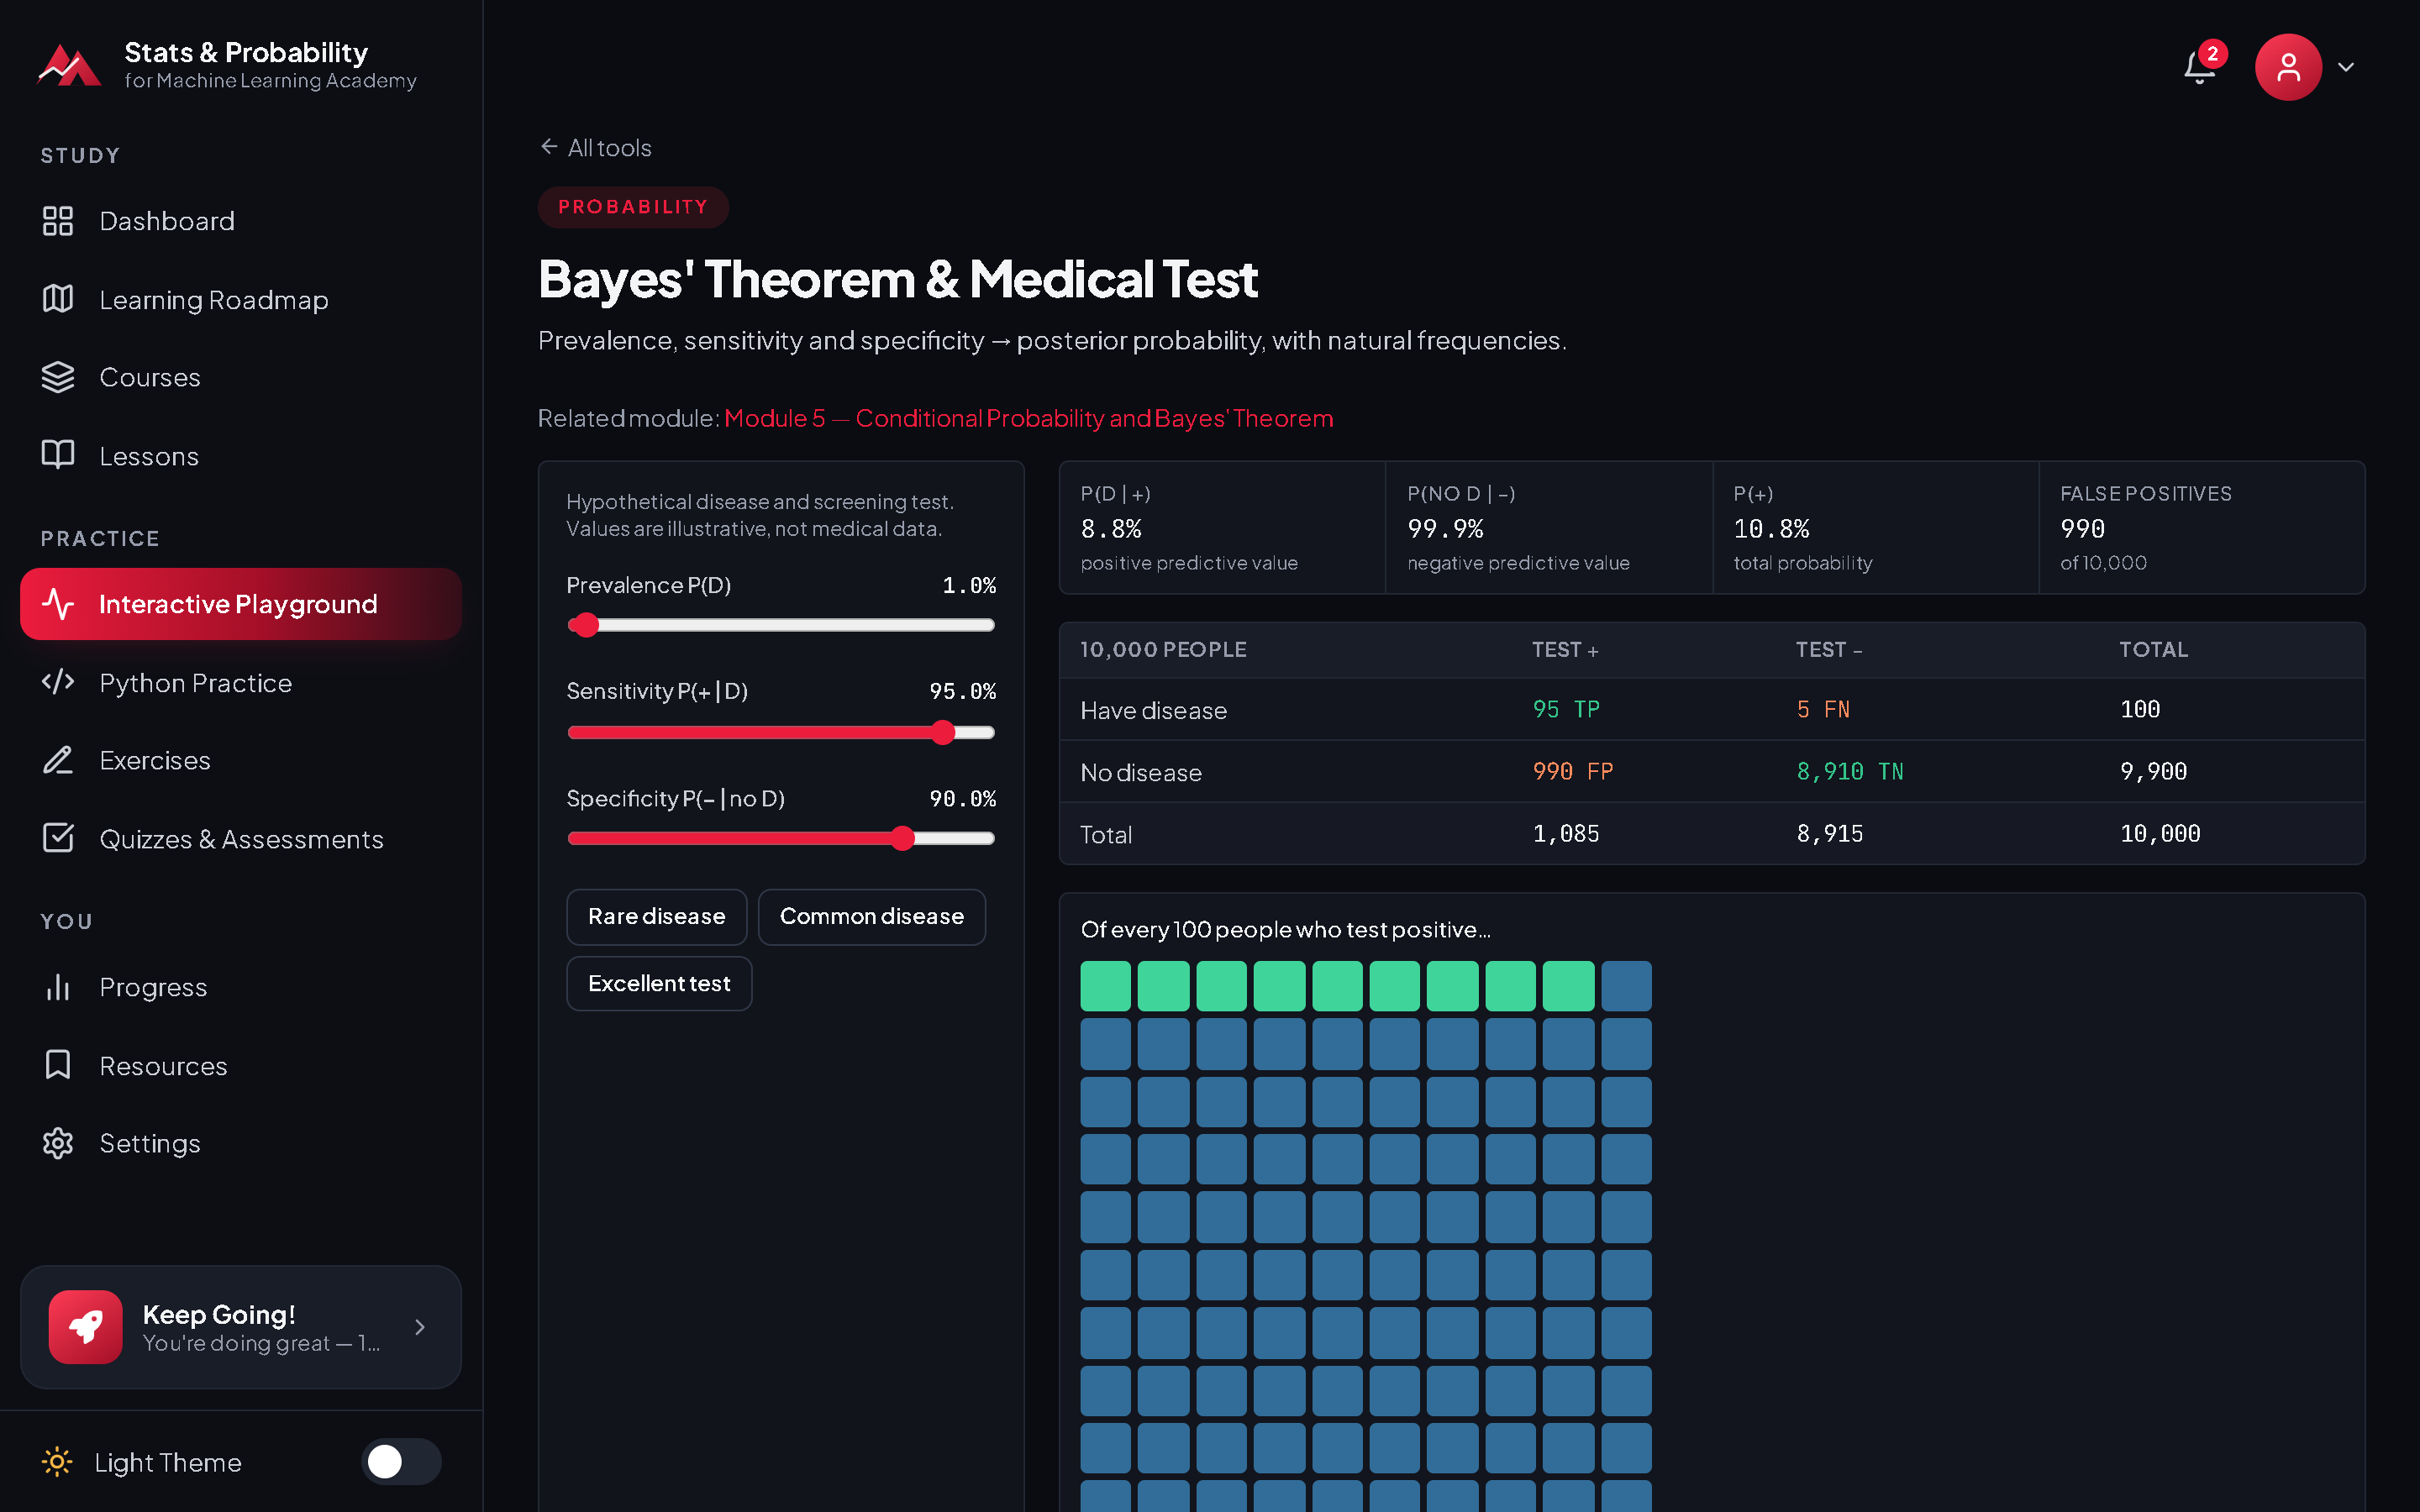 Stats & Probability
for Machine Learning Academy
STUDY
Dashboard
Learning Roadmap
Courses
Lessons
PRACTICE
Interactive Playground
Python Practice
Exercises
Quizzes & Assessments
YOU
Progress
Resources
Settings
Keep Going!
You're doing great — 1...
Light Theme
2
← All tools
PROBABILITY
Bayes' Theorem & Medical Test
Prevalence, sensitivity and specificity → posterior probability, with natural frequencies.
Related module: Module 5 — Conditional Probability and Bayes' Theorem
Hypothetical disease and screening test.
Values are illustrative, not medical data.
Prevalence P(D) 1.0%
Sensitivity P(+ | D) 95.0%
Specificity P(− | no D) 90.0%
Rare disease Common disease
Excellent test
P(D | +) P(NO D | −) P(+) FALSE POSITIVES
8.8% 99.9% 10.8% 990
positive predictive value negative predictive value total probability of 10,000
10,000 PEOPLE TEST + TEST − TOTAL
Have disease 95 TP 5 FN 100
No disease 990 FP 8,910 TN 9,900
Total 1,085 8,915 10,000
Of every 100 people who test positive…